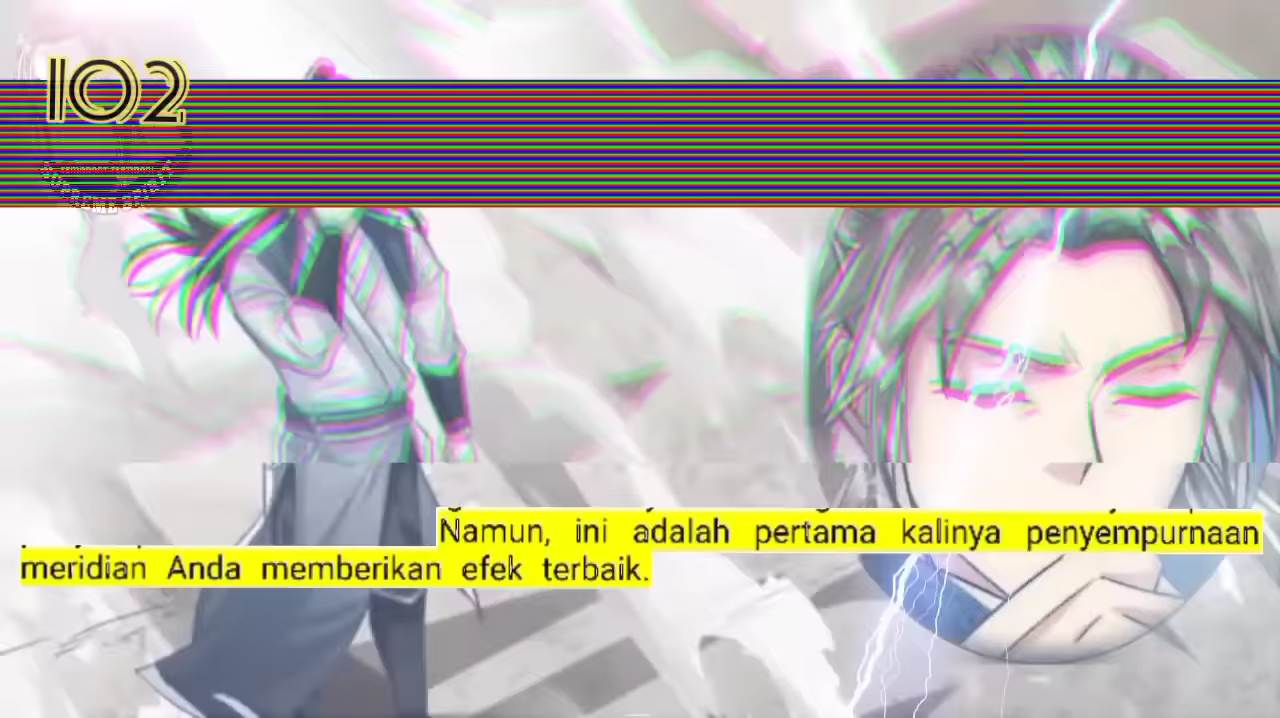 102
Namun, ini adalah pertama kalinya penyempurnaan
meridian Anda memberikan efek terbaik.